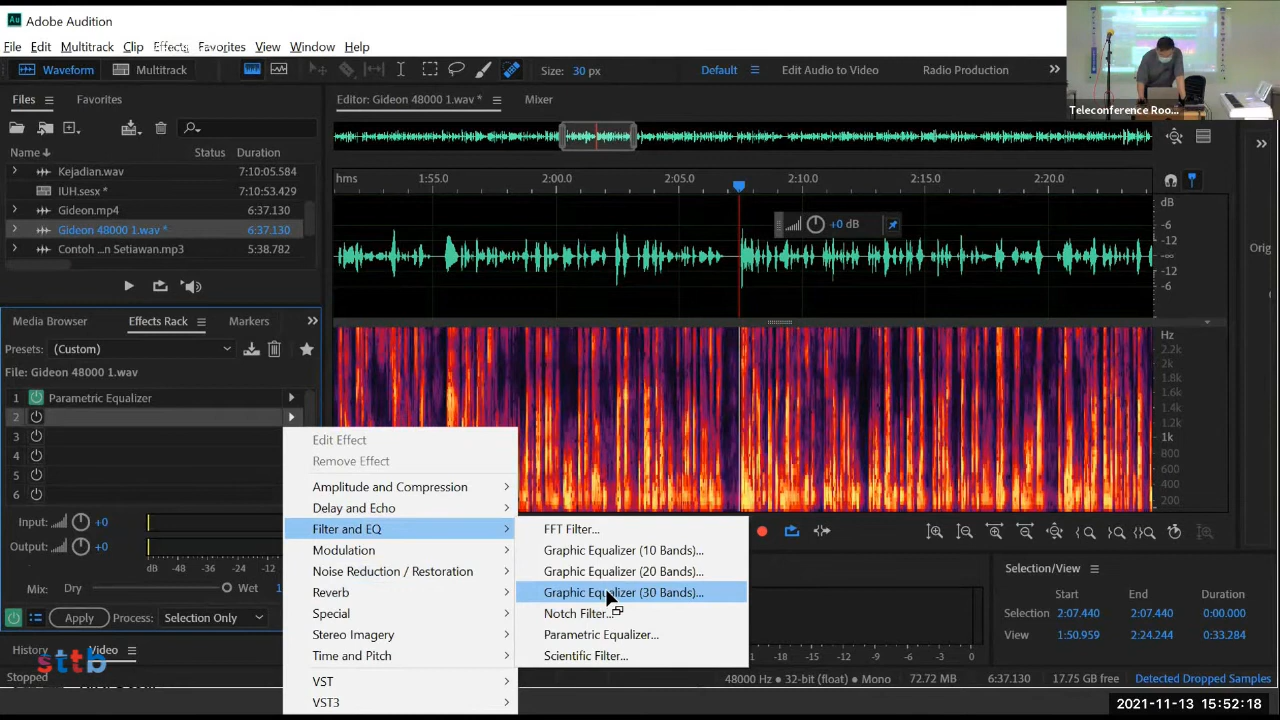 Adobe Audition
File Edit Multitrack Clip Effects Favorites View Window Help
Waveform Multitrack Size: 30 px Default Edit Audio to Video Radio Production
Teleconference Roo...
Files Favorites
Editor: Gideon 48000 1.wav * Mixer
Name Status Duration
Kejadian.wav 7:10:05.584
IUH.sesx * 7:10:53.429
Gideon.mp4 6:37.130
Gideon 48000 1.wav * 6:37.130
Contoh ...n Setiawan.mp3 5:38.782
hms 1:55.0 2:00.0 2:05.0 2:10.0 2:15.0 2:20.0
dB
-6
-12
-∞
-12
-6
+0 dB
Orig
Media Browser Effects Rack Markers
Presets: (Custom)
File: Gideon 48000 1.wav
1 Parametric Equalizer
2
3
4
5
6
Hz
2.2k
2k
1.8k
1.6k
1.4k
1.2k
1k
800
600
400
200
Input: +0
Output: +0
dB -48 -36 -24 -12 0
Mix: Dry Wet 1
Apply Process: Selection Only
History Video
sttb
Stopped
Edit Effect
Remove Effect
Amplitude and Compression
Delay and Echo
Filter and EQ
Modulation
Noise Reduction / Restoration
Reverb
Special
Stereo Imagery
Time and Pitch
VST
VST3
FFT Filter...
Graphic Equalizer (10 Bands)...
Graphic Equalizer (20 Bands)...
Graphic Equalizer (30 Bands)...
Notch Filter...
Parametric Equalizer...
Scientific Filter...
Selection/View
Start End Duration
Selection 2:07.440 2:07.440 0:00.000
View 1:50.959 2:24.244 0:33.284
-18 -15 -12 -9 -6 -3 0
48000 Hz • 32-bit (float) • Mono 72.72 MB 6:37.130 17.75 GB free Detected Dropped Samples
2021-11-13 15:52:18